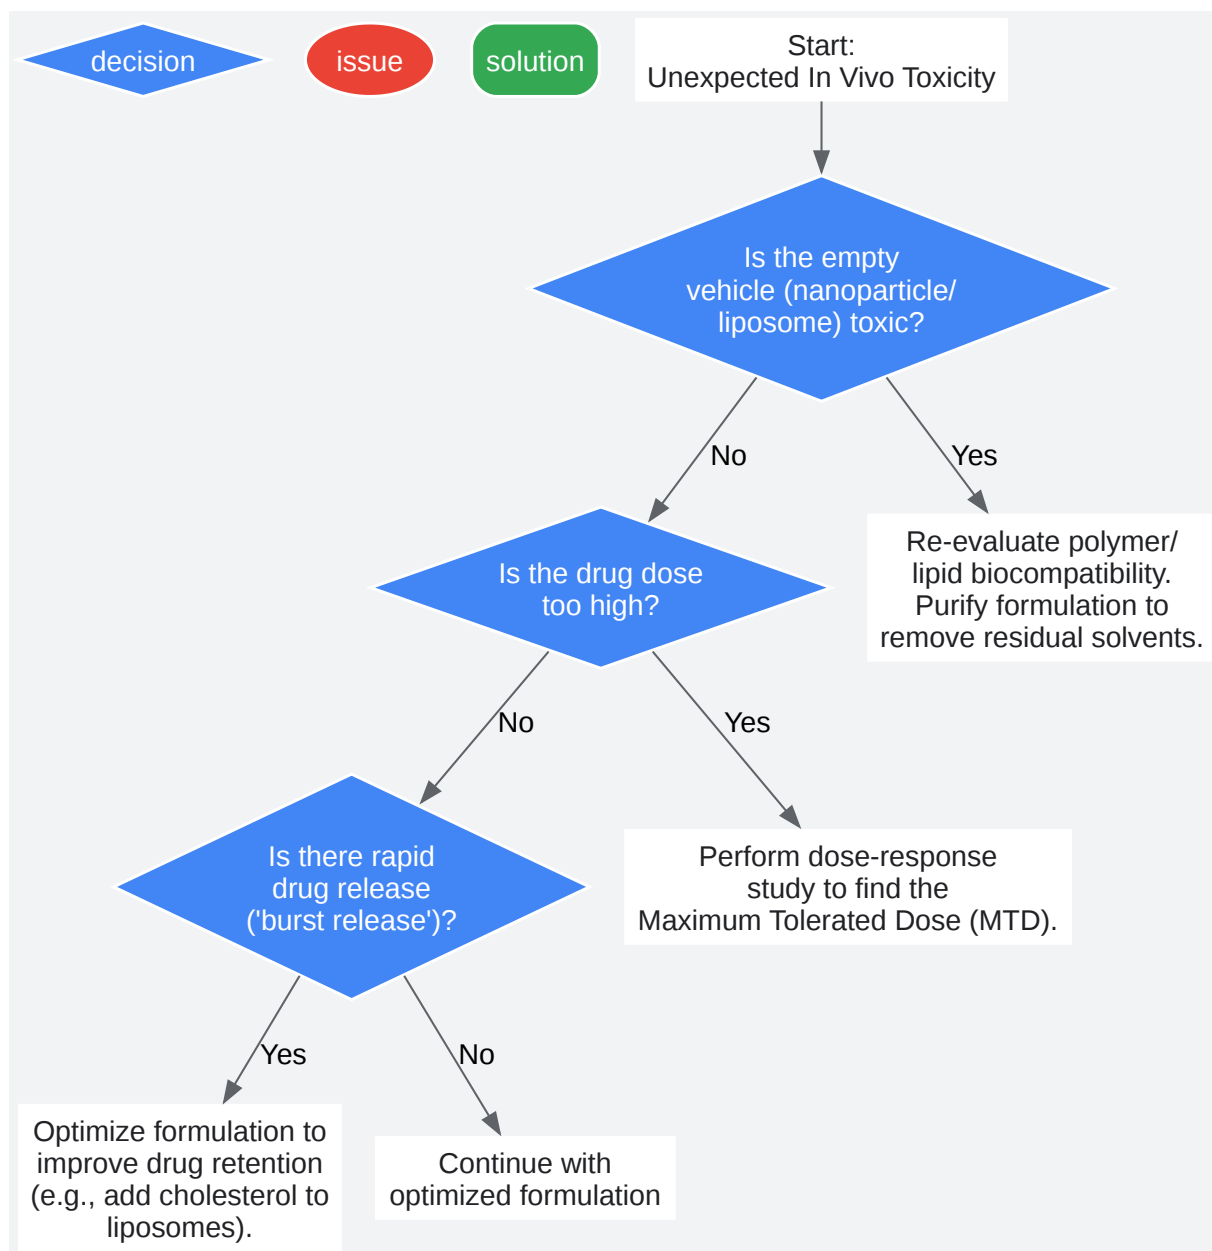 decision
issue
solution
Start:
Unexpected In Vivo Toxicity
Is the empty
vehicle (nanoparticle/
liposome) toxic?
No
Yes
Is the drug dose
too high?
Re-evaluate polymer/
lipid biocompatibility.
Purify formulation to
remove residual solvents.
No
Yes
Is there rapid
drug release
('burst release')?
Perform dose-response
study to find the
Maximum Tolerated Dose (MTD).
Yes
No
Optimize formulation to
improve drug retention
(e.g., add cholesterol to
liposomes).
Continue with
optimized formulation